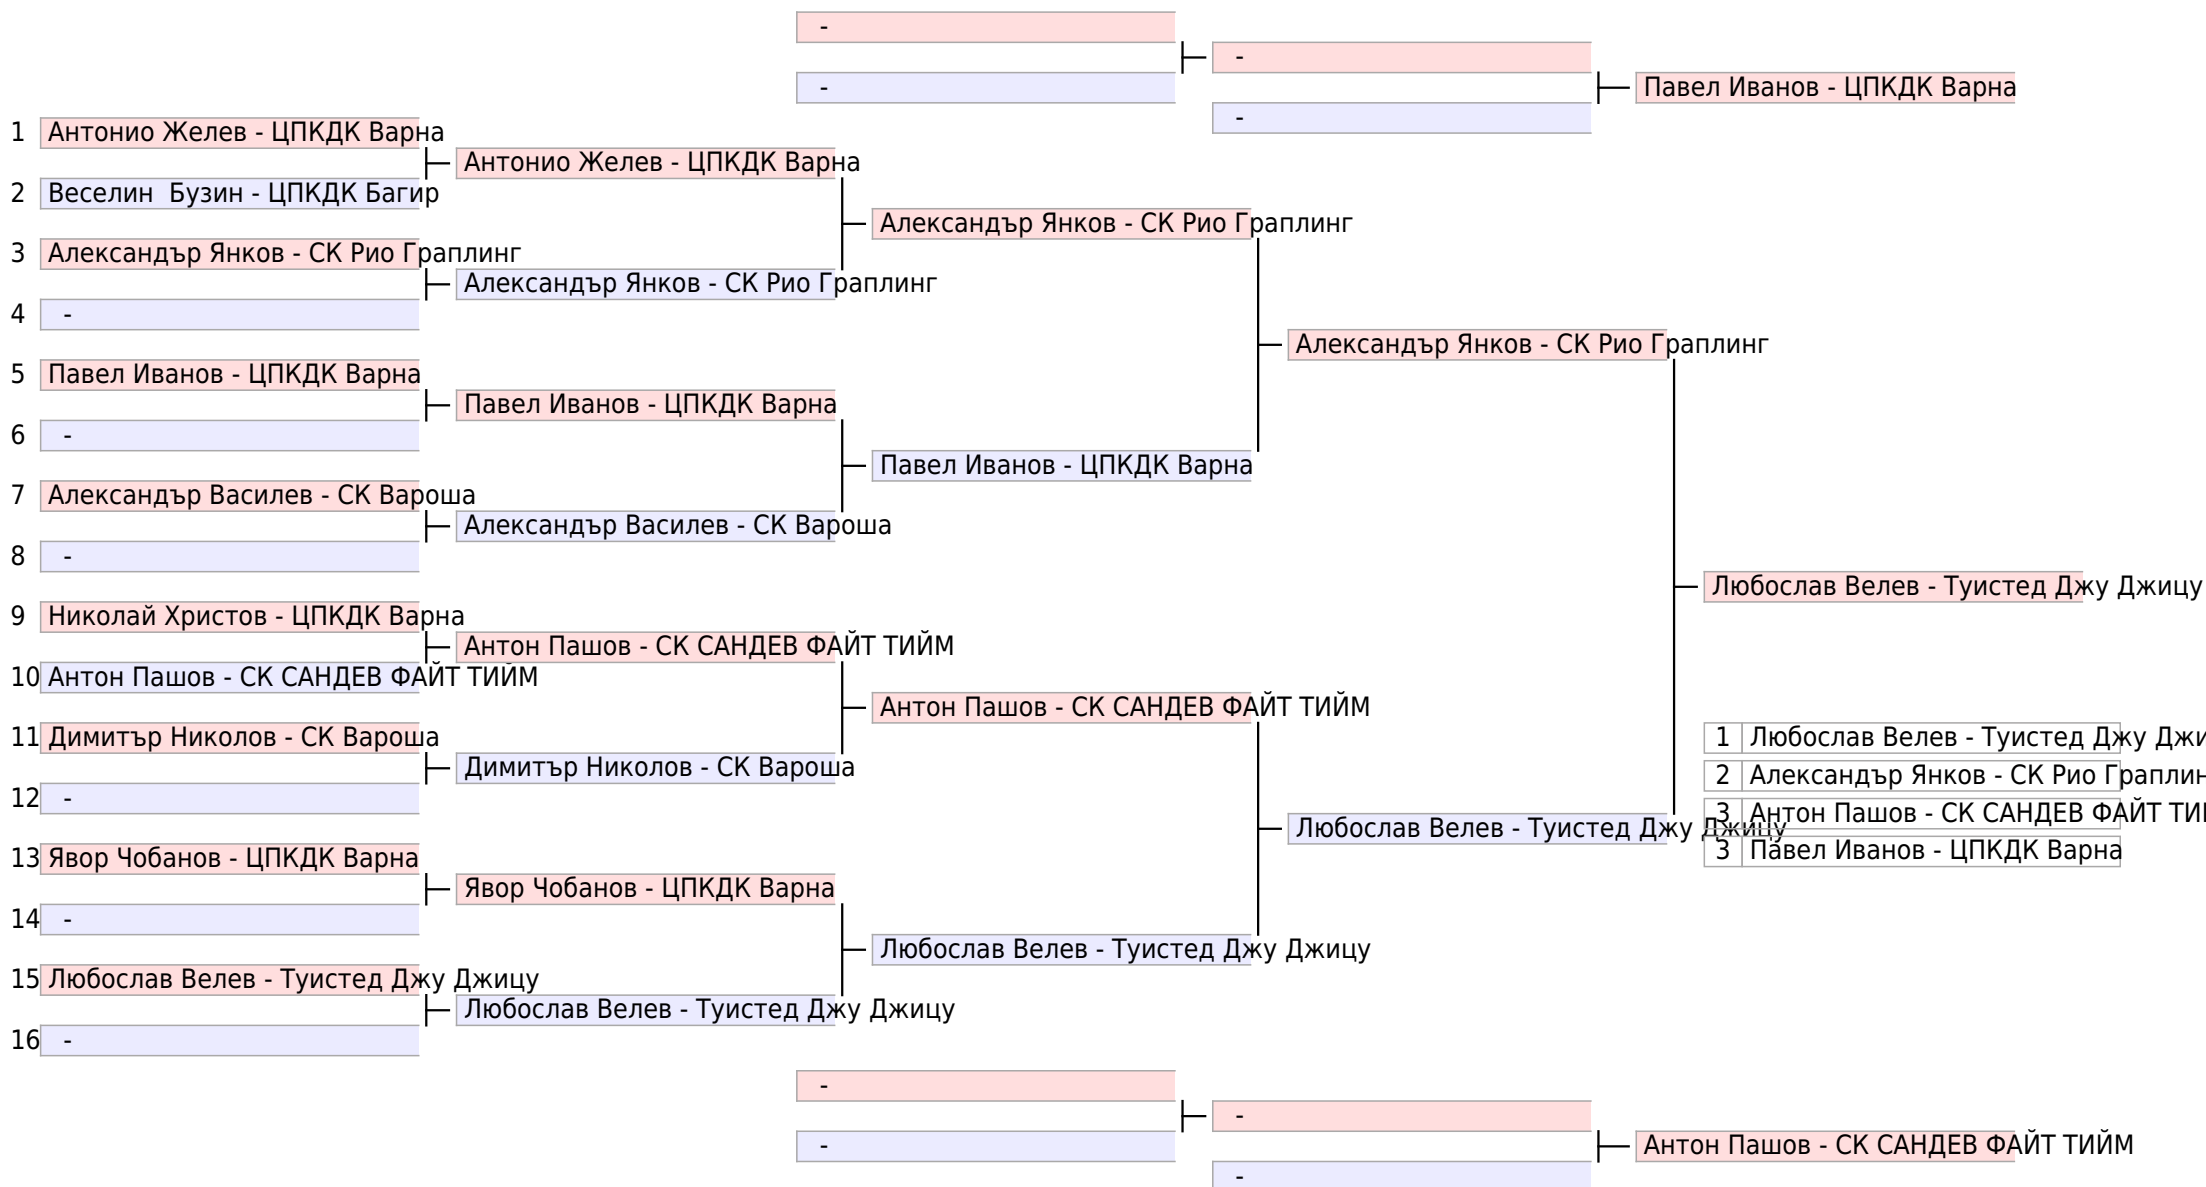 -
-
-
-
Павел Иванов - ЦПКДК Варна
1 Антонио Желев - ЦПКДК Варна
2 Веселин  Бузин - ЦПКДК Багир
3 Александър Янков - СК Рио Граплинг
4 -
5 Павел Иванов - ЦПКДК Варна
6 -
7 Александър Василев - СК Вароша
8 -
9 Николай Христов - ЦПКДК Варна
10 Антон Пашов - СК САНДЕВ ФАЙТ ТИЙМ
11 Димитър Николов - СК Вароша
12 -
13 Явор Чобанов - ЦПКДК Варна
14 -
15 Любослав Велев - Туистед Джу Джицу
16 -
Антонио Желев - ЦПКДК Варна
Александър Янков - СК Рио Граплинг
Павел Иванов - ЦПКДК Варна
Александър Василев - СК Вароша
Антон Пашов - СК САНДЕВ ФАЙТ ТИЙМ
Димитър Николов - СК Вароша
Явор Чобанов - ЦПКДК Варна
Любослав Велев - Туистед Джу Джицу
Александър Янков - СК Рио Граплинг
Павел Иванов - ЦПКДК Варна
Антон Пашов - СК САНДЕВ ФАЙТ ТИЙМ
Любослав Велев - Туистед Джу Джицу
Александър Янков - СК Рио Граплинг
Любослав Велев - Туистед Джу Джицу
Любослав Велев - Туистед Джу Джицу
1 Любослав Велев - Туистед Джу Джи
2 Александър Янков - СК Рио Граплин
3 Антон Пашов - СК САНДЕВ ФАЙТ ТИ
3 Павел Иванов - ЦПКДК Варна
-
-
-
-
Антон Пашов - СК САНДЕВ ФАЙТ ТИЙМ